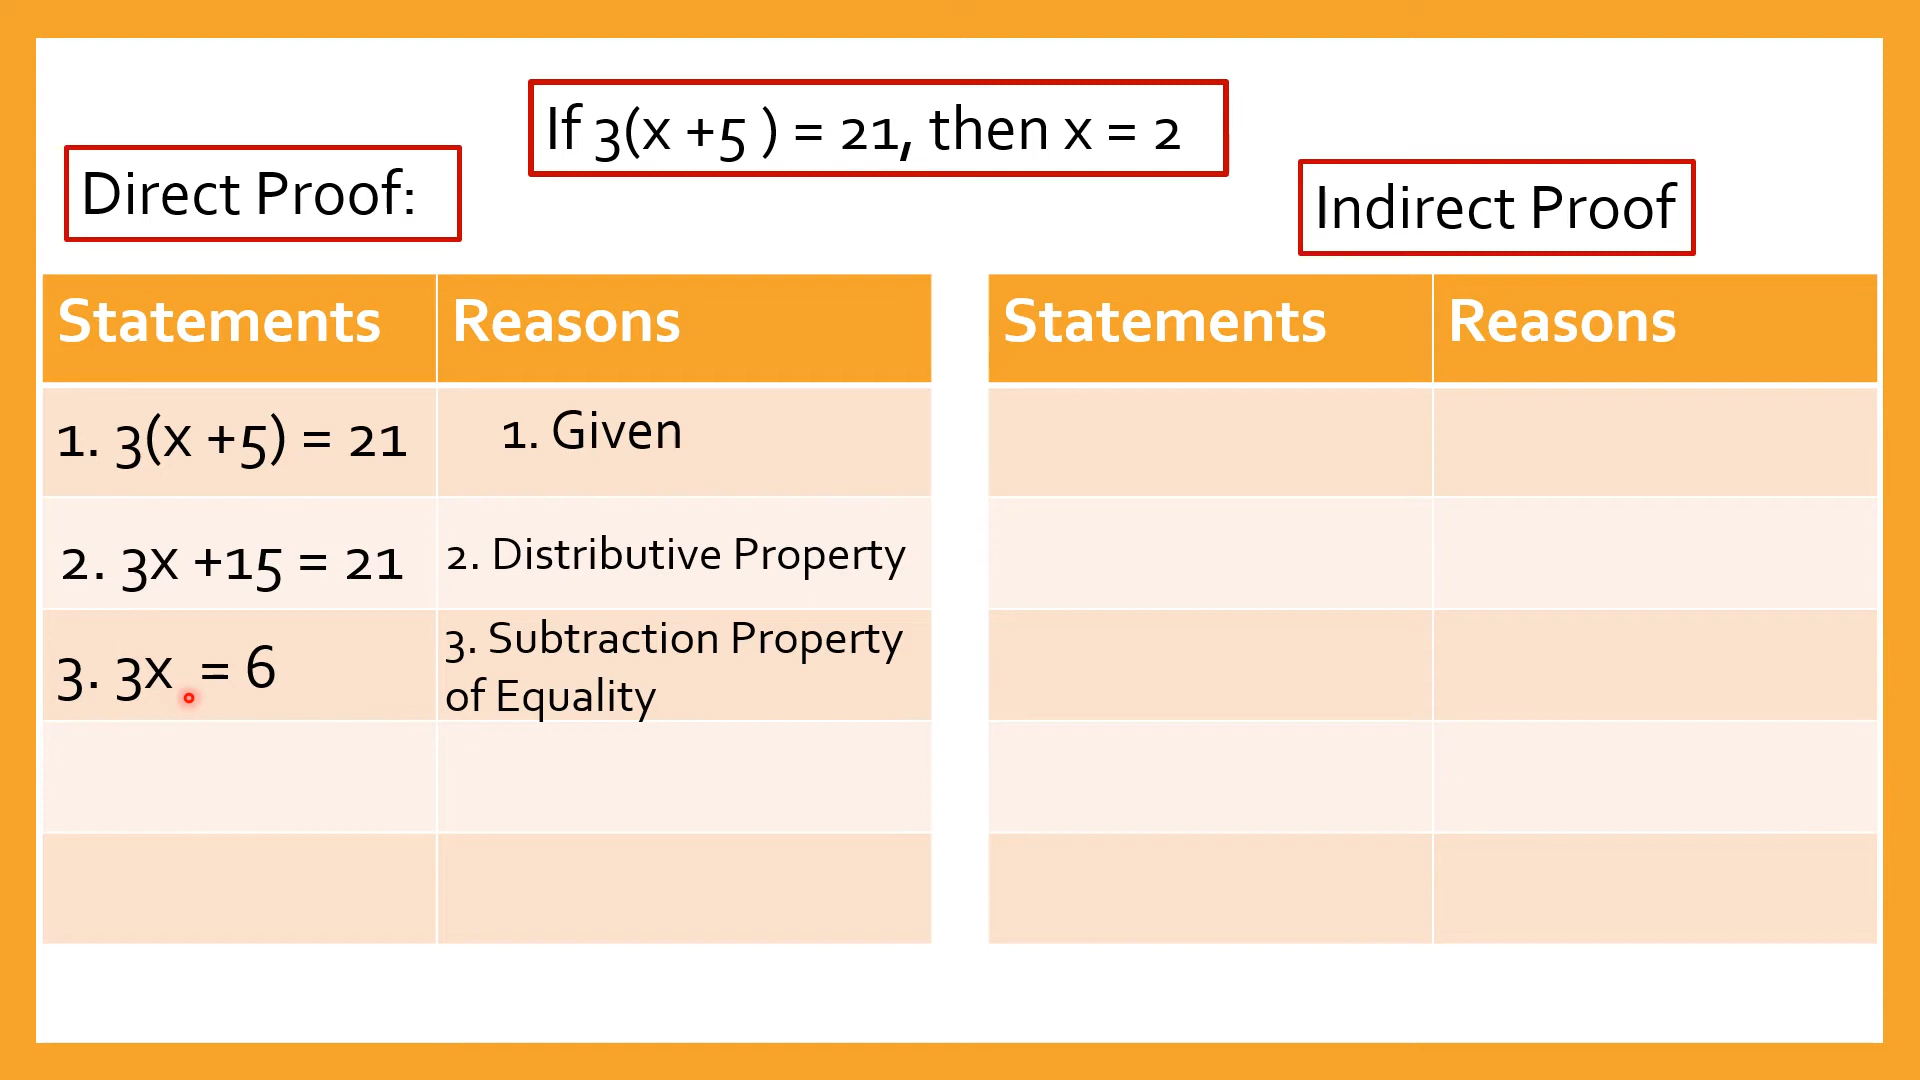 If 3(x +5 ) = 21, then x = 2
Direct Proof:
Indirect Proof
Statements
Reasons
1. 3(x +5) = 21
1. Given
2. 3x +15 = 21
2. Distributive Property
3. 3x = 6
3. Subtraction Property
of Equality
Statements
Reasons